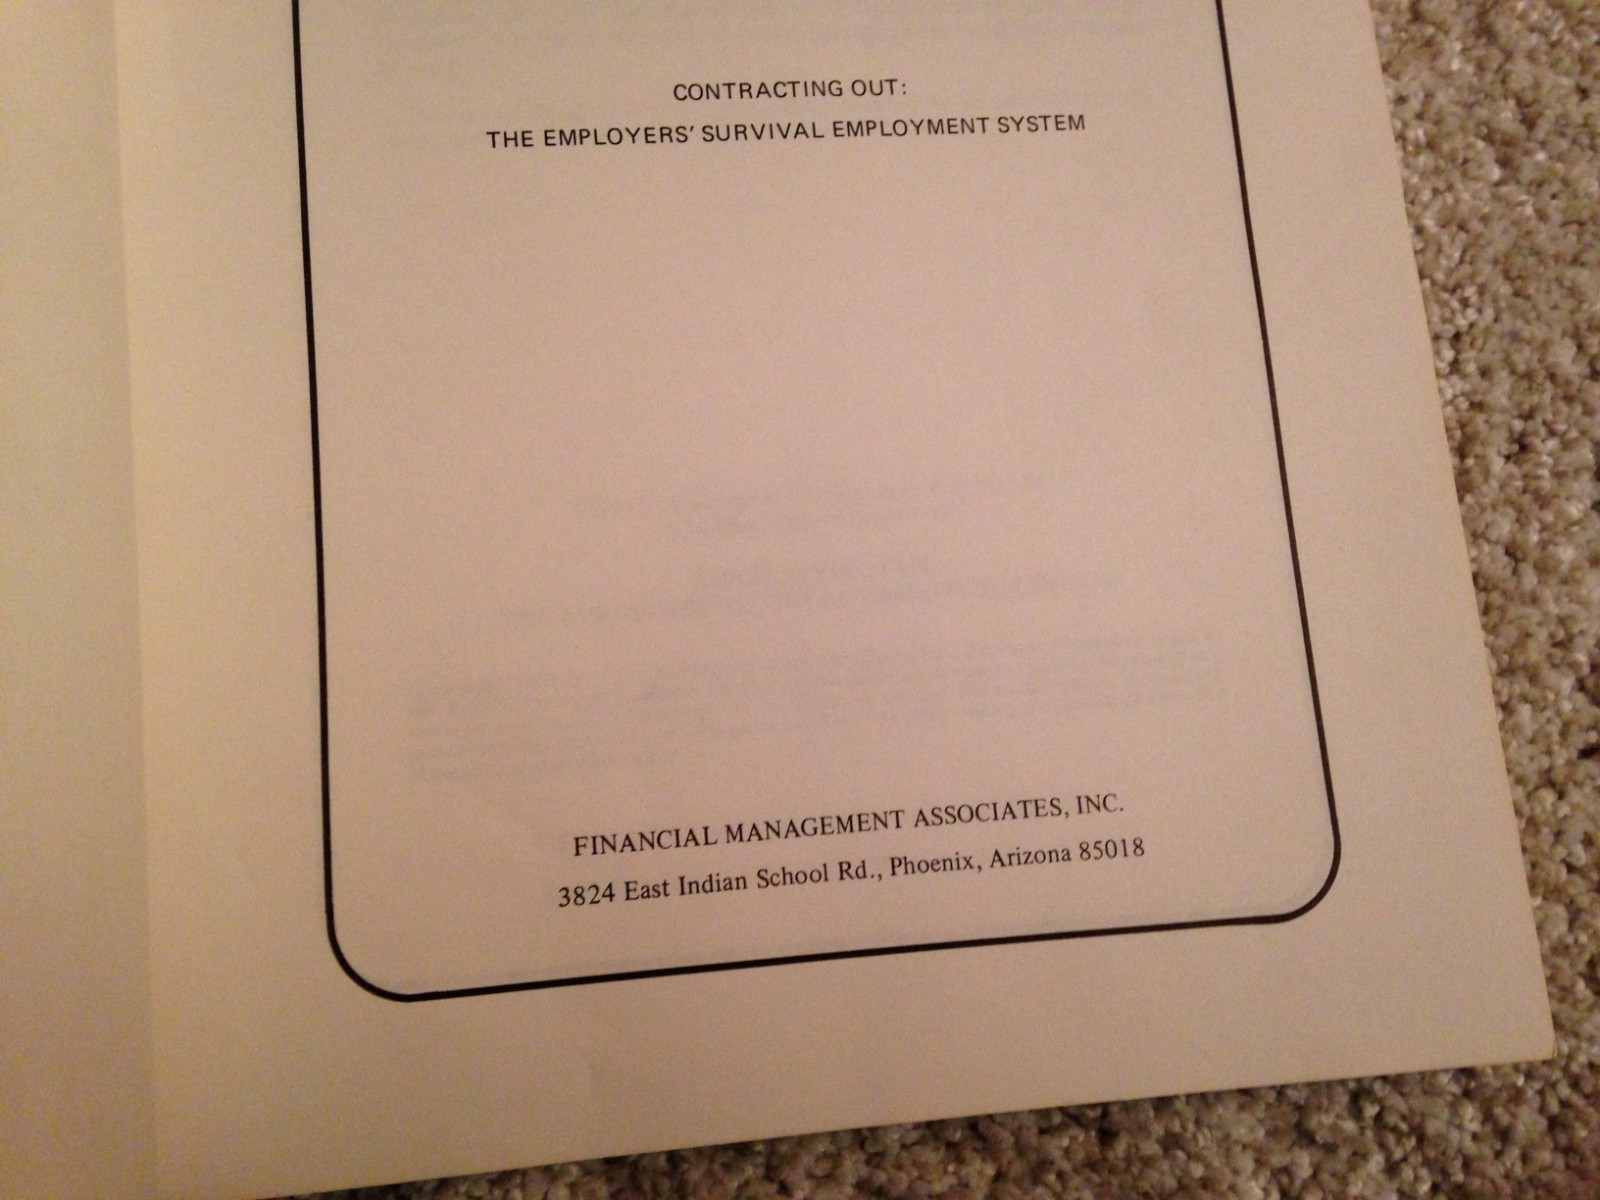 CONTRACTING OUT:
THE EMPLOYERS' SURVIVAL EMPLOYMENT SYSTEM
FINANCIAL MANAGEMENT ASSOCIATES, INC.
3824 East Indian School Rd., Phoenix, Arizona 85018